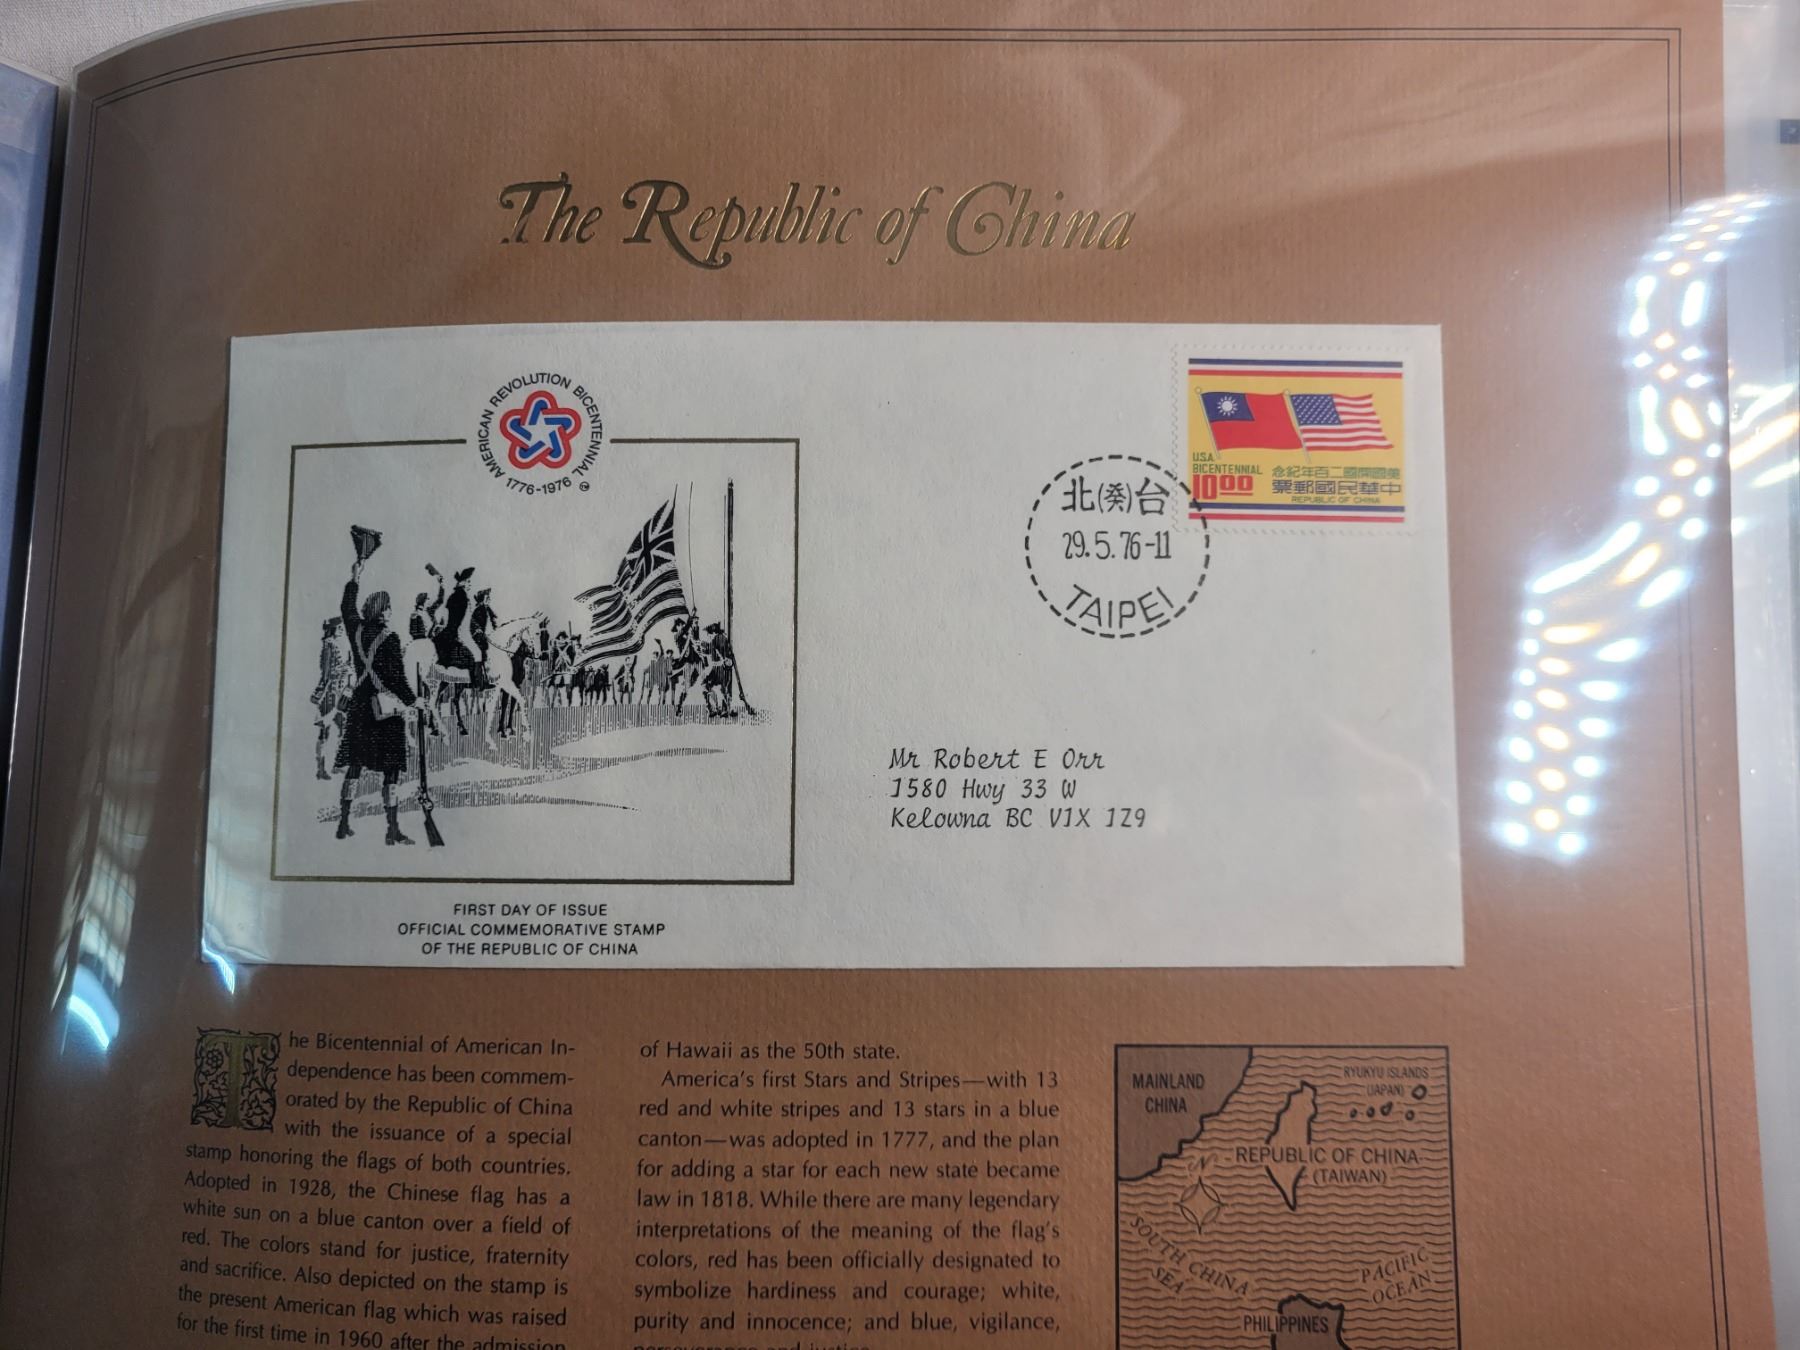 The Republic of China
AMERICAN REVOLUTION BICENTENNIAL
1776-1976
U.S.A.
BICENTENNIAL
10.00
美國開國二百年紀念
中華民國郵票
REPUBLIC OF CHINA
北(癸)台
29.5.76-11
TAIPEI
Mr Robert E Orr
1580 Hwy 33 W
Kelowna BC V1X 1Z9
FIRST DAY OF ISSUE
OFFICIAL COMMEMORATIVE STAMP
OF THE REPUBLIC OF CHINA
The Bicentennial of American In-
dependence has been commem-
orated by the Republic of China
with the issuance of a special
stamp honoring the flags of both countries.
Adopted in 1928, the Chinese flag has a
white sun on a blue canton over a field of
red. The colors stand for justice, fraternity
and sacrifice. Also depicted on the stamp is
the present American flag which was raised
for the first time in 1960 after the admission
of Hawaii as the 50th state.
America's first Stars and Stripes—with 13
red and white stripes and 13 stars in a blue
canton—was adopted in 1777, and the plan
for adding a star for each new state became
law in 1818. While there are many legendary
interpretations of the meaning of the flag's
colors, red has been officially designated to
symbolize hardiness and courage; white,
purity and innocence; and blue, vigilance,
perseverance and justice.
MAINLAND
CHINA
RYUKYU ISLANDS
(JAPAN)
REPUBLIC OF CHINA
(TAIWAN)
N
SOUTH CHINA
SEA
PACIFIC
OCEAN
PHILIPPINES